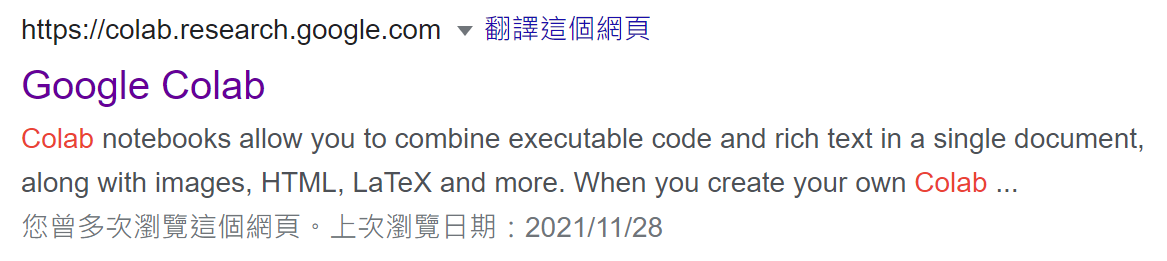 https://colab.research.google.com ▼ 翻譯這個網頁
Google Colab
Colab notebooks allow you to combine executable code and rich text in a single document,
along with images, HTML, LaTeX and more. When you create your own Colab ...
您曾多次瀏覽這個網頁。上次瀏覽日期：2021/11/28